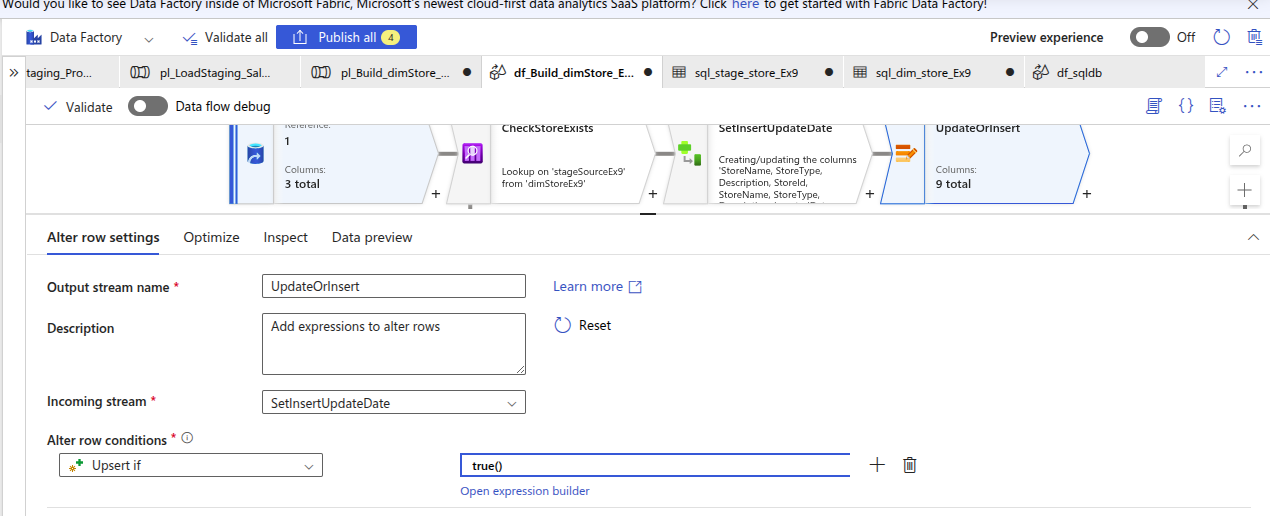 Would you like to see Data Factory inside of Microsoft Fabric, Microsoft's newest cloud-first data analytics SaaS platform? Click here to get started with Fabric Data Factory!
Data Factory Validate all Publish all 4 Preview experience Off
taging_Pro... pl_LoadStaging_Sal... pl_Build_dimStore_... df_Build_dimStore_E... sql_stage_store_Ex9 sql_dim_store_Ex9 df_sqldb
Validate Data flow debug
Reference:
1
Columns:
3 total
CheckStoreExists
Lookup on 'stageSourceEx9'
from 'dimStoreEx9'
SetInsertUpdateDate
Creating/updating the columns
'StoreName, StoreType,
Description, StoreId,
StoreName, StoreType,
UpdateOrInsert
Columns:
9 total
Alter row settings Optimize Inspect Data preview
Output stream name * UpdateOrInsert Learn more
Description Add expressions to alter rows Reset
Incoming stream * SetInsertUpdateDate
Alter row conditions *
Upsert if true()
Open expression builder